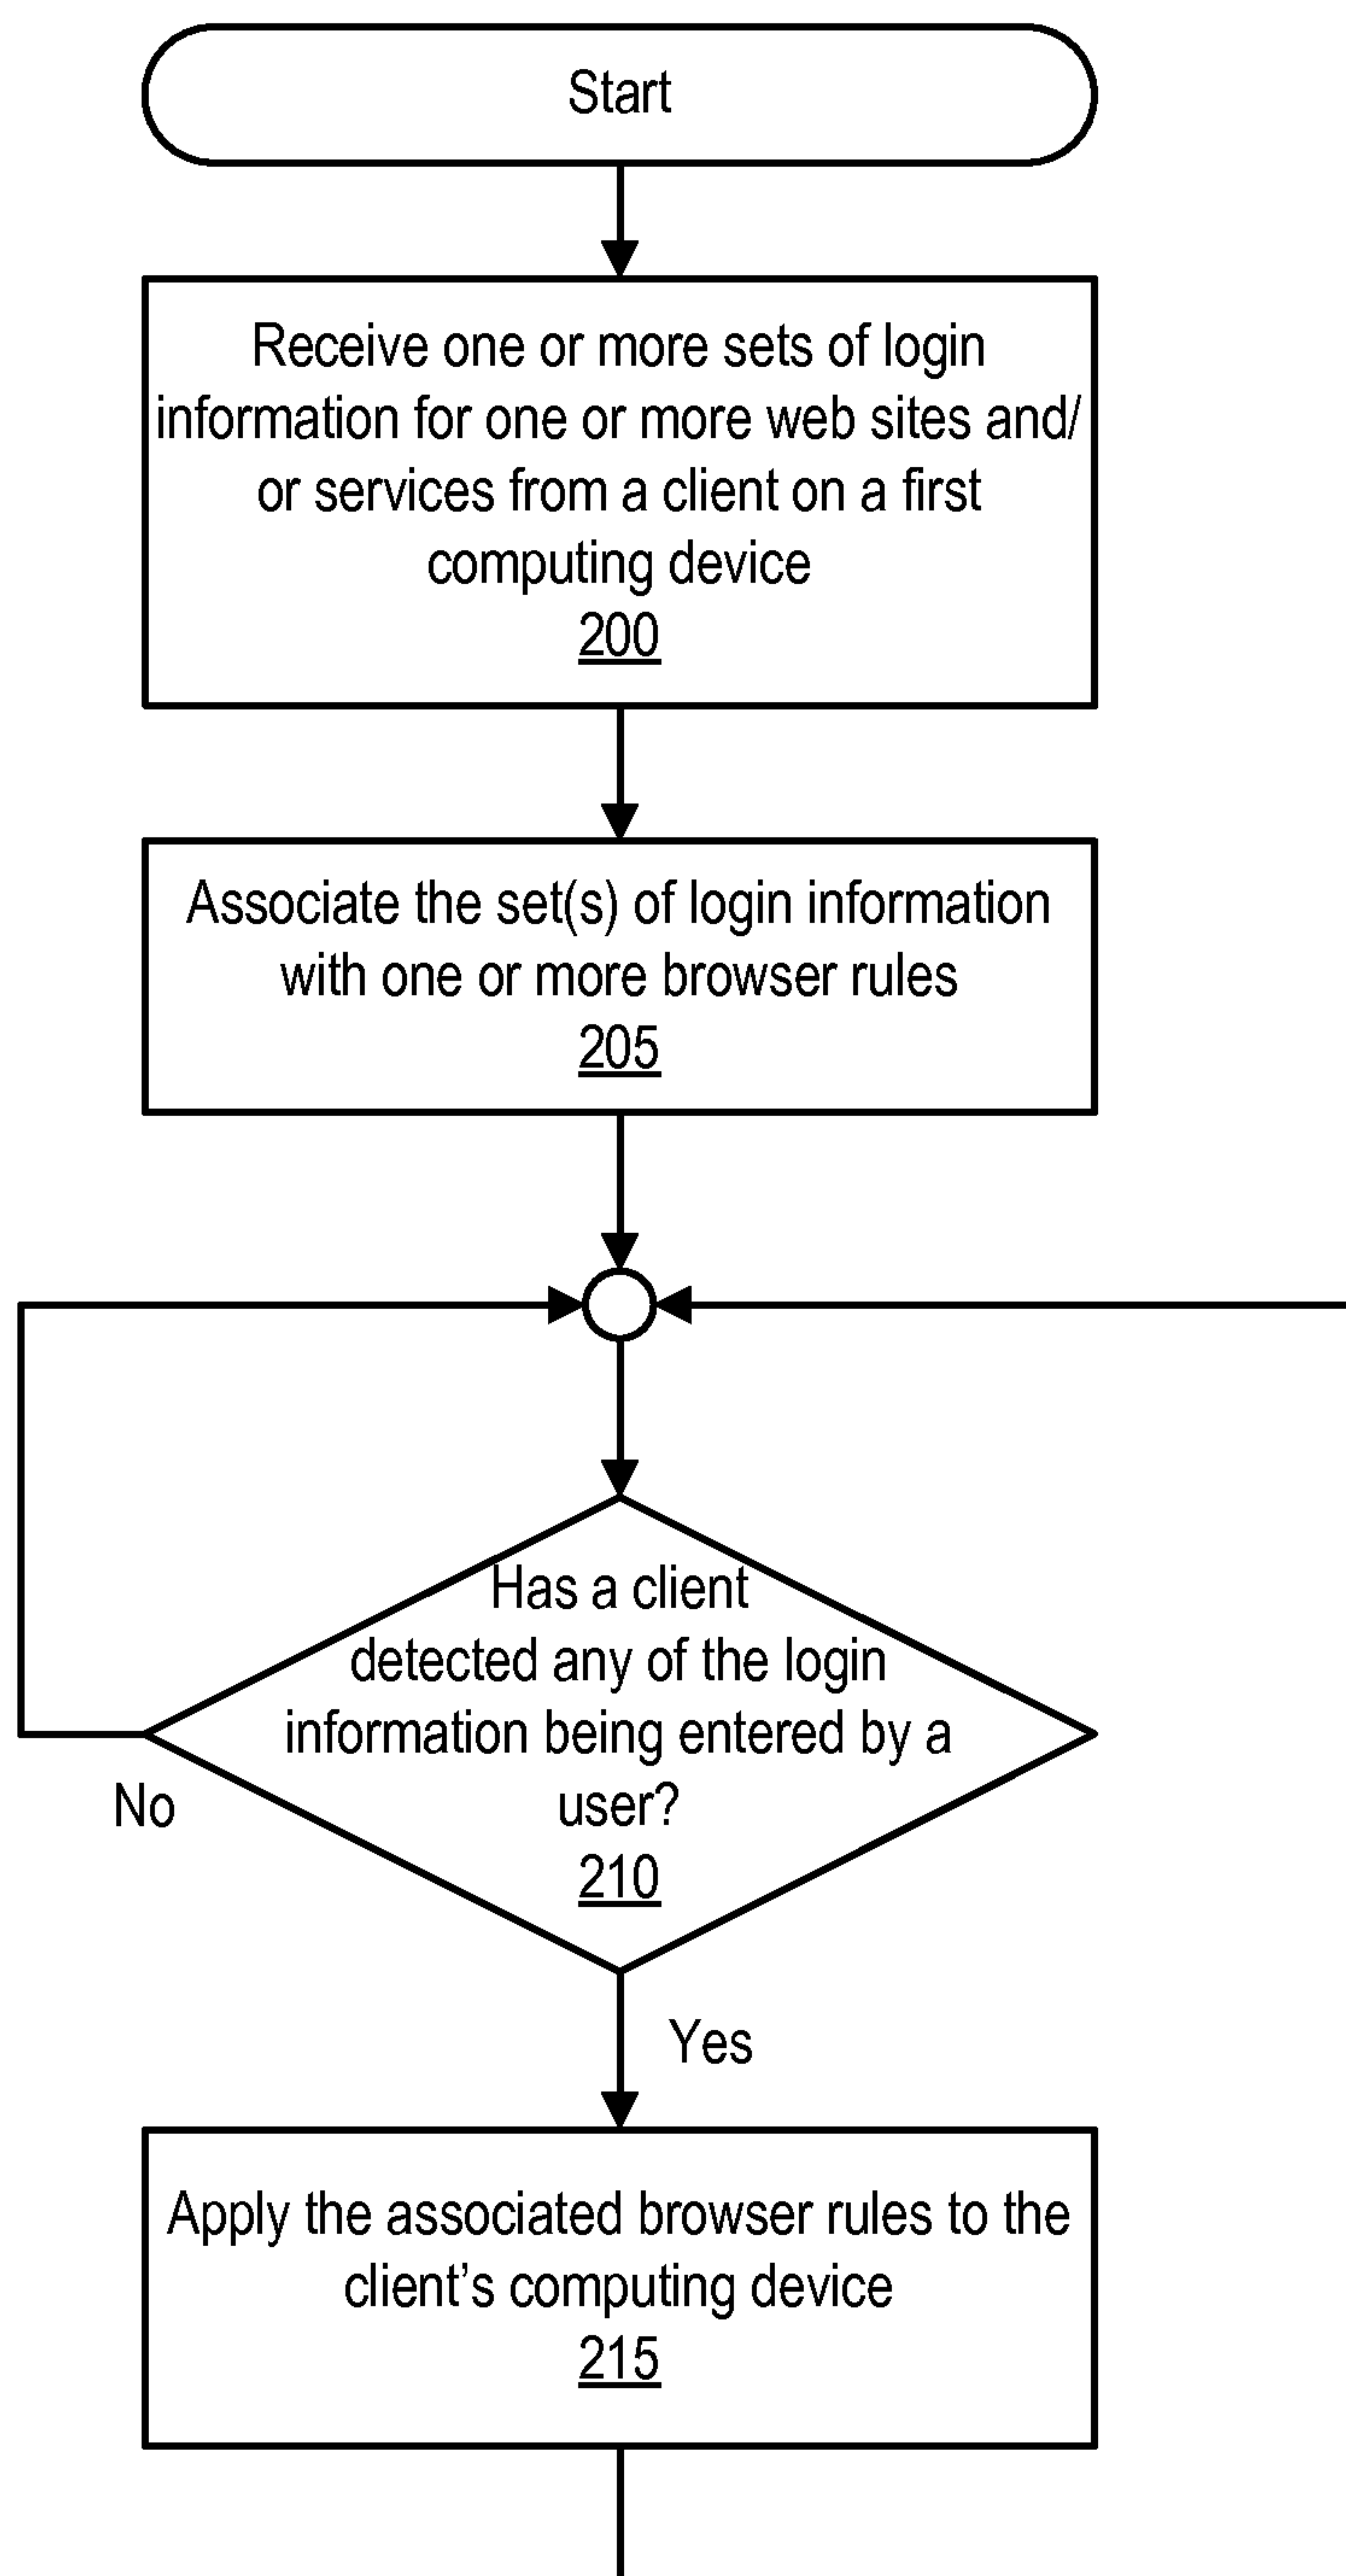 Start
Receive one or more sets of login
information for one or more web sites and/
or services from a client on a first
computing device
200
Associate the set(s) of login information
with one or more browser rules
205
Has a client
detected any of the login
information being entered by a
user?
210
No
Yes
Apply the associated browser rules to the
client’s computing device
215